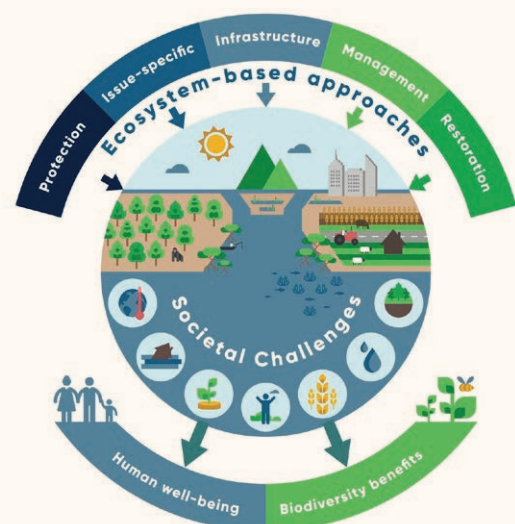 Protection
Issue-specific
Infrastructure
Management
Restoration
Ecosystem-based approaches
Societal Challenges
Human well-being
Biodiversity benefits